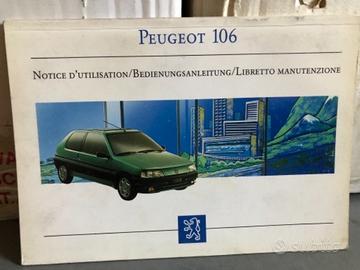 PEUGEOT 106
NOTICE D'UTILISATION/BEDIENUNGSANLEITUNG/LIBRETTO MANUTENZIONE